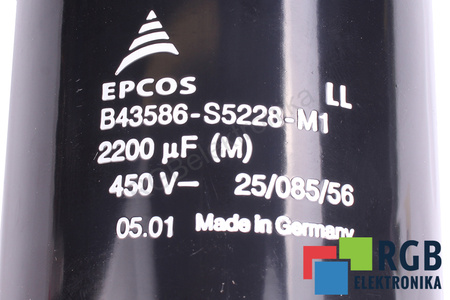 EPCOS
LL
B43586-S5228-M1
2200 µF (M)
450 V– 25/085/56
05.01 Made in Germany
RGB
ELEKTRONIKA